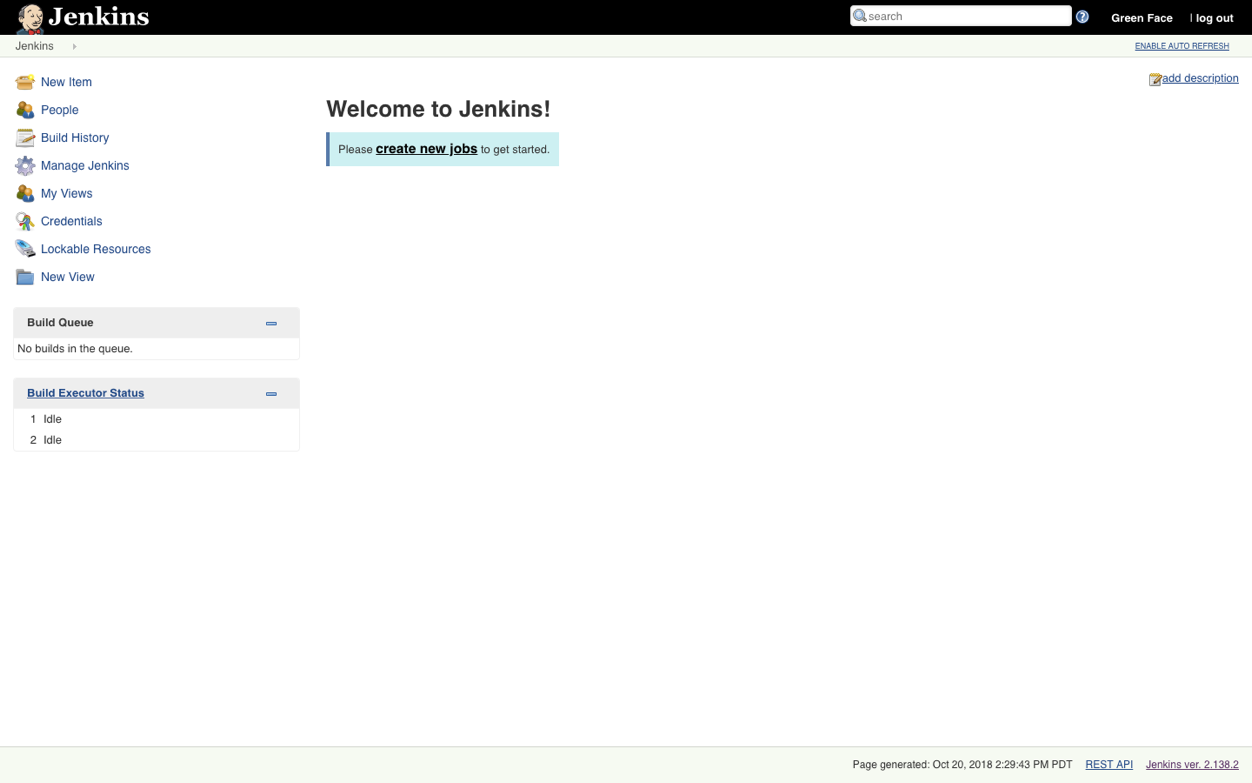 Jenkins
search
Green Face
| log out
Jenkins
ENABLE AUTO REFRESH
New Item
People
Build History
Manage Jenkins
My Views
Credentials
Lockable Resources
New View
Build Queue
No builds in the queue.
Build Executor Status
1 Idle
2 Idle
add description
Welcome to Jenkins!
Please create new jobs to get started.
Page generated: Oct 20, 2018 2:29:43 PM PDT REST API Jenkins ver. 2.138.2